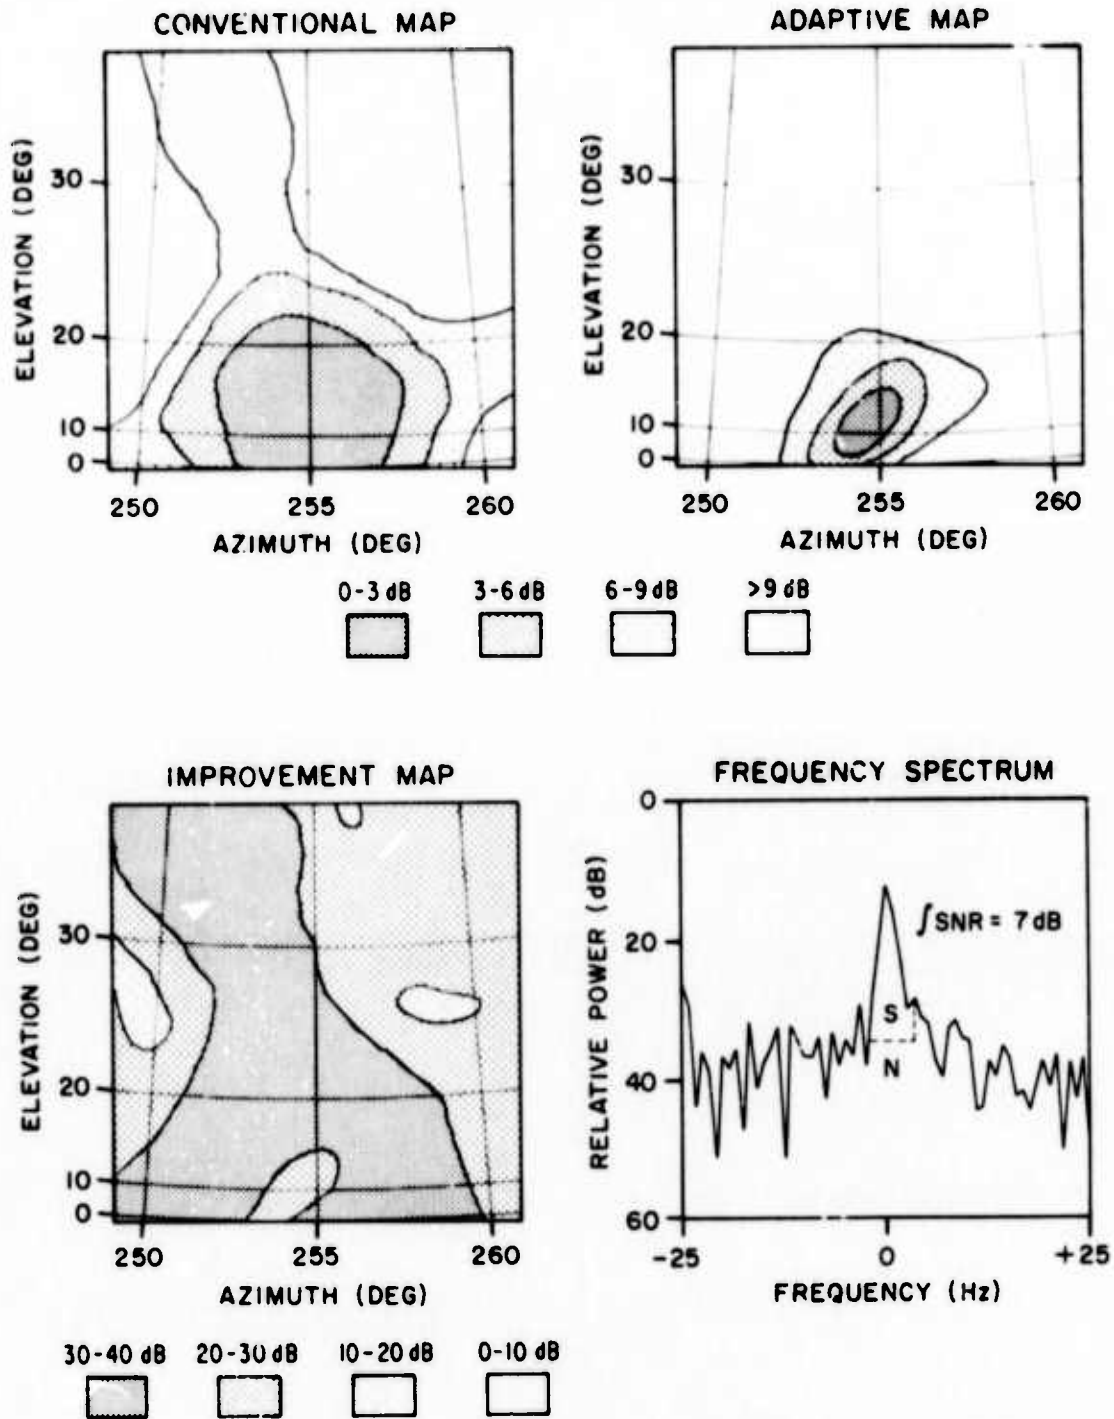 CONVENTIONAL MAP
ELEVATION (DEG)
30
20
10
0
250 255 260
AZIMUTH (DEG)
ADAPTIVE MAP
ELEVATION (DEG)
30
20
10
0
250 255 260
AZIMUTH (DEG)
0-3 dB 3-6 dB 6-9 dB >9 dB
IMPROVEMENT MAP
ELEVATION (DEG)
30
20
10
0
250 255 260
AZIMUTH (DEG)
30-40 dB 20-30 dB 10-20 dB 0-10 dB
FREQUENCY SPECTRUM
RELATIVE POWER (dB)
0
20
40
60
∫SNR = 7 dB
S
N
-25 0 +25
FREQUENCY (Hz)